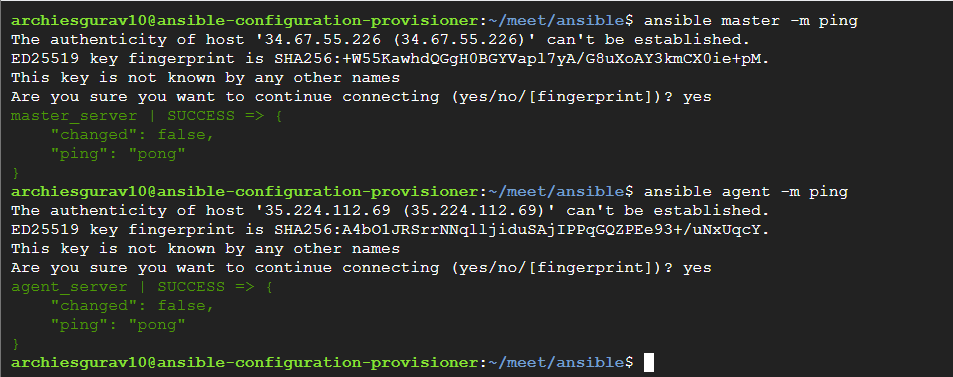 archiesgurav10@ansible-configuration-provisioner:~/meet/ansible$ ansible master -m ping
The authenticity of host '34.67.55.226 (34.67.55.226)' can't be established.
ED25519 key fingerprint is SHA256:+W55KawhdQGgH0BGYVapl7yA/G8uXoAY3kmCX0ie+pM.
This key is not known by any other names
Are you sure you want to continue connecting (yes/no/[fingerprint])? yes
master_server | SUCCESS => {
    "changed": false,
    "ping": "pong"
}
archiesgurav10@ansible-configuration-provisioner:~/meet/ansible$ ansible agent -m ping
The authenticity of host '35.224.112.69 (35.224.112.69)' can't be established.
ED25519 key fingerprint is SHA256:A4bO1JRSrrNNqlljiduSAjIPPqGQZPEe93+/uNxUqcY.
This key is not known by any other names
Are you sure you want to continue connecting (yes/no/[fingerprint])? yes
agent_server | SUCCESS => {
    "changed": false,
    "ping": "pong"
}
archiesgurav10@ansible-configuration-provisioner:~/meet/ansible$